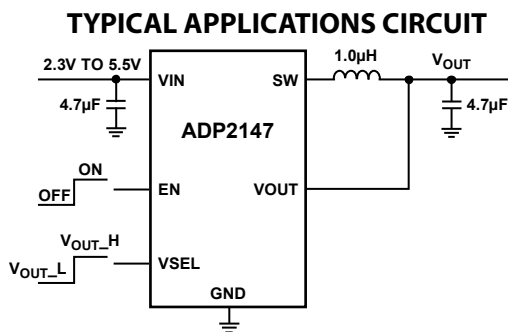 TYPICAL APPLICATIONS CIRCUIT
2.3V TO 5.5V
4.7µF
VIN
SW
1.0µH
VOUT
4.7µF
ADP2147
ON
OFF
EN
VOUT
VOUT_H
VOUT_L
VSEL
GND